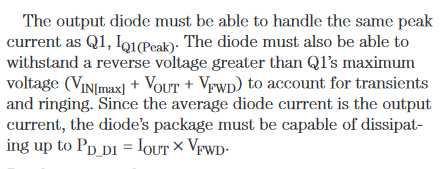 The output diode must be able to handle the same peak
current as Q1, IQ1(Peak). The diode must also be able to
withstand a reverse voltage greater than Q1's maximum
voltage (VIN[max] + VOUT + VFWD) to account for transients
and ringing. Since the average diode current is the output
current, the diode's package must be capable of dissipat-
ing up to PD_D1 = IOUT × VFWD.